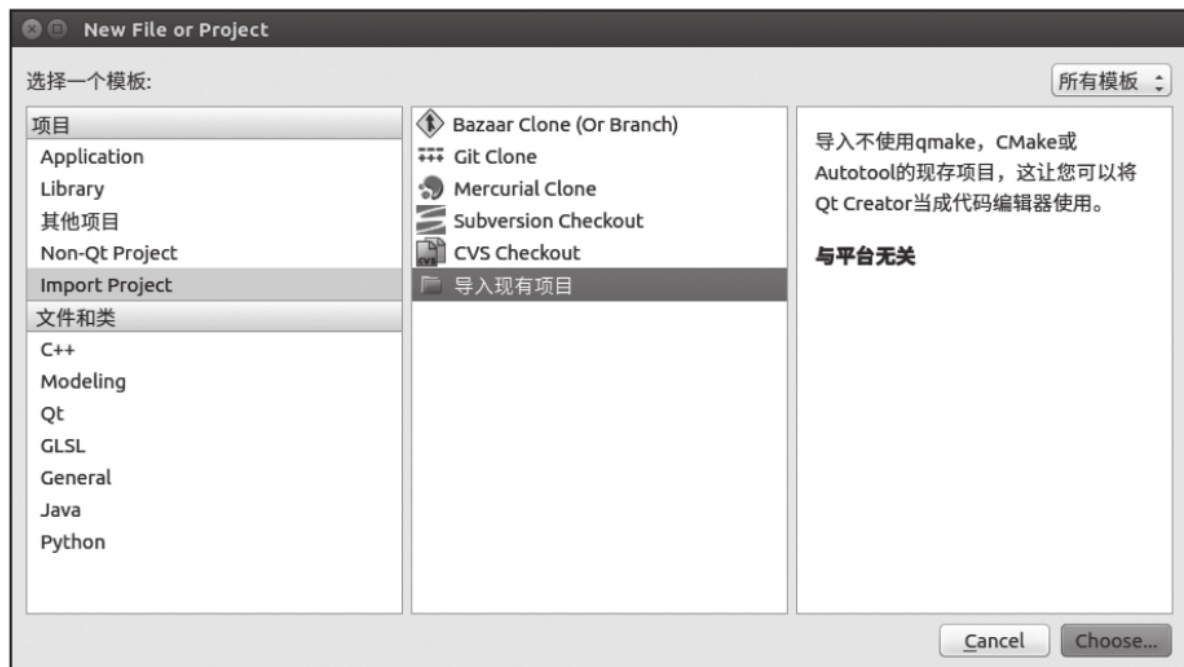 New File or Project
选择一个模板:
所有模板
项目
Application
Library
其他项目
Non-Qt Project
Import Project
文件和类
C++
Modeling
Qt
GLSL
General
Java
Python
Bazaar Clone (Or Branch)
Git Clone
Mercurial Clone
Subversion Checkout
CVS
CVS Checkout
导入现有项目
导入不使用qmake，CMake或
Autotool的现存项目，这让您可以将
Qt Creator当成代码编辑器使用。
与平台无关
Cancel
Choose...